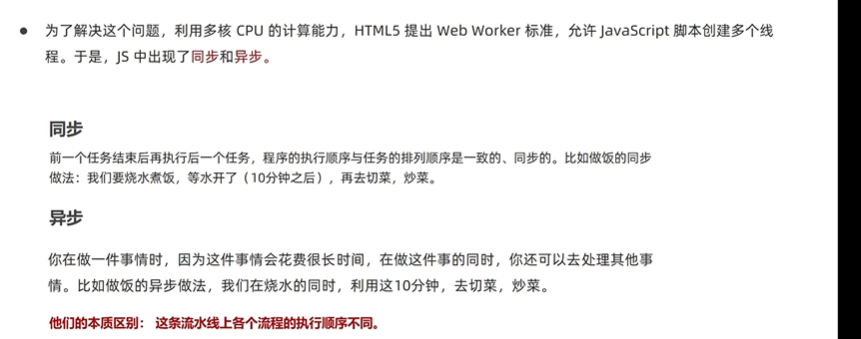 ● 为了解决这个问题，利用多核 CPU 的计算能力，HTML5 提出 Web Worker 标准，允许 JavaScript 脚本创建多个线
程。于是，JS 中出现了同步和异步。
同步
前一个任务结束后再执行后一个任务，程序的执行顺序与任务的排列顺序是一致的、同步的。比如做饭的同步
做法：我们要烧水煮饭，等水开了（10分钟之后），再去切菜，炒菜。
异步
你在做一件事情时，因为这件事情会花费很长时间，在做这件事的同时，你还可以去处理其他事
情。比如做饭的异步做法，我们在烧水的同时，利用这10分钟，去切菜，炒菜。
他们的本质区别： 这条流水线上各个流程的执行顺序不同。